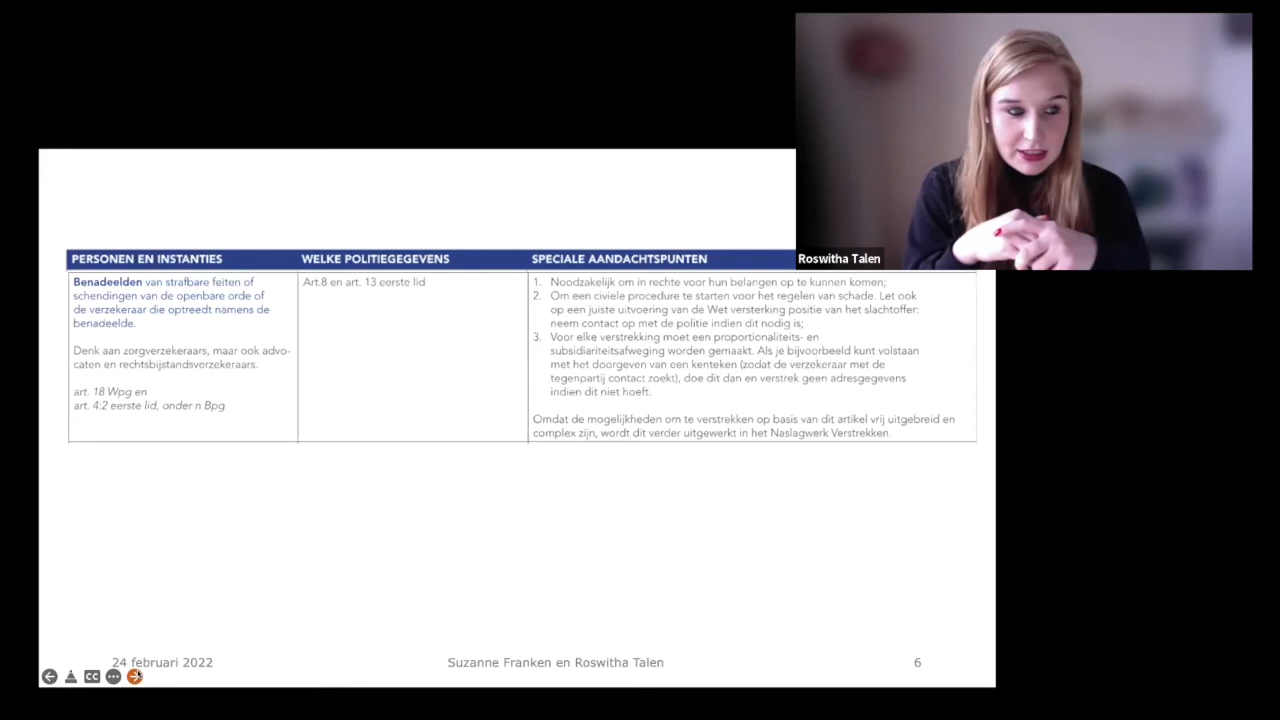 Roswitha Talen
PERSONEN EN INSTANTIES
WELKE POLITIEGEGEVENS
SPECIALE AANDACHTSPUNTEN
Benadeelden van strafbare feiten of
schendingen van de openbare orde of
de verzekeraar die optreedt namens de
benadeelde.
Denk aan zorgverzekeraars, maar ook advo-
caten en rechtsbijstandsverzekeraars.
art. 18 Wpg en
art. 4:2 eerste lid, onder n Bpg
Art.8 en art. 13 eerste lid
1. Noodzakelijk om in rechte voor hun belangen op te kunnen komen;
2. Om een civiele procedure te starten voor het regelen van schade. Let ook
op een juiste uitvoering van de Wet versterking positie van het slachtoffer:
neem contact op met de politie indien dit nodig is;
3. Voor elke verstrekking moet een proportionaliteits- en
subsidiariteitsafweging worden gemaakt. Als je bijvoorbeeld kunt volstaan
met het doorgeven van een kenteken (zodat de verzekeraar met de
tegenpartij contact zoekt), doe dit dan en verstrek geen adresgegevens
indien dit niet hoeft.
Omdat de mogelijkheden om te verstrekken op basis van dit artikel vrij uitgebreid en
complex zijn, wordt dit verder uitgewerkt in het Naslagwerk Verstrekken.
24 februari 2022
Suzanne Franken en Roswitha Talen
6
CC